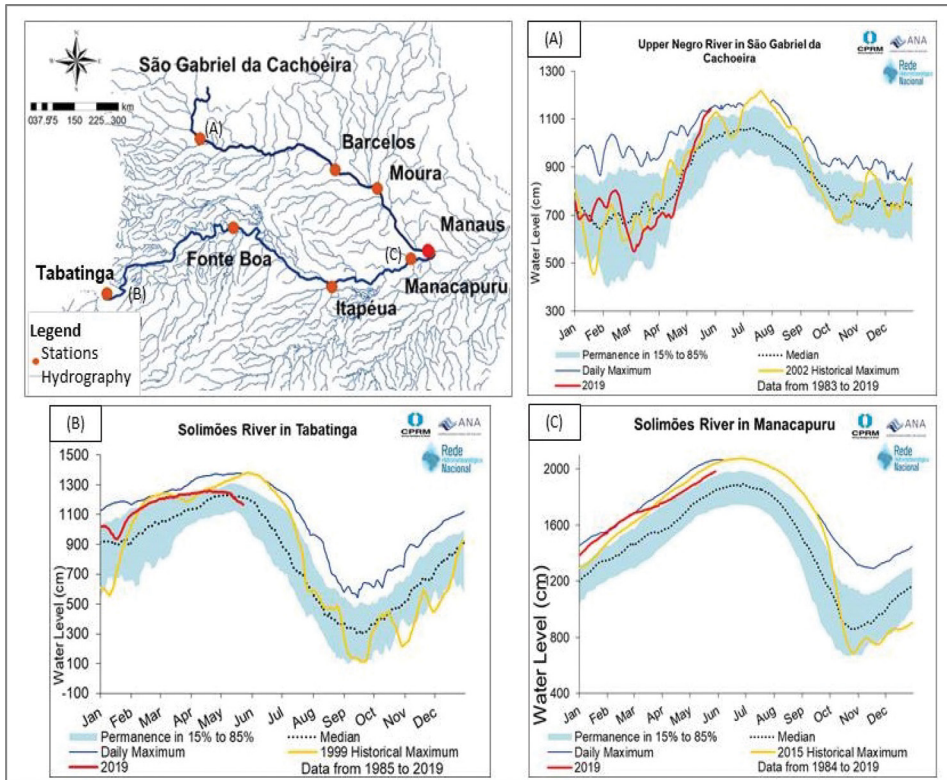 N
São Gabriel da Cachoeira
km
037.575 150 225 300
(A)
Barcelos
Moura
Manaus
(C)
Fonte Boa
Tabatinga
(B)
Manacapuru
Itapéua
Legend
Stations
Hydrography
(A)
CPRM
ANA
Upper Negro River in São Gabriel da
Cachoeira
Rede
Nacional
Water Level (cm)
1300
1100
900
700
500
300
Jan Feb Mar Apr May Jun Jul Aug Sep Oct Nov Dec
Permanence in 15% to 85%
Median
Daily Maximum
2002 Historical Maximum
2019
Data from 1983 to 2019
(B)
CPRM
ANA
Solimões River in Tabatinga
Rede
Nacional
Water Level (cm)
1500
1300
1100
900
700
500
300
100
-100
Jan Feb Mar Apr May Jun Jul Aug Sep Oct Nov Dec
Permanence in 15% to 85%
Median
Daily Maximum
1999 Historical Maximum
2019
Data from 1985 to 2019
(C)
CPRM
ANA
Solimões River in Manacapuru
Rede
Nacional
Water Level (cm)
2000
1600
1200
800
400
Jan Feb Mar Apr May Jun Jul Aug Sep Oct Nov Dec
Permanence in 15% to 85%
Median
Daily Maximum
2015 Historical Maximum
2019
Data from 1984 to 2019